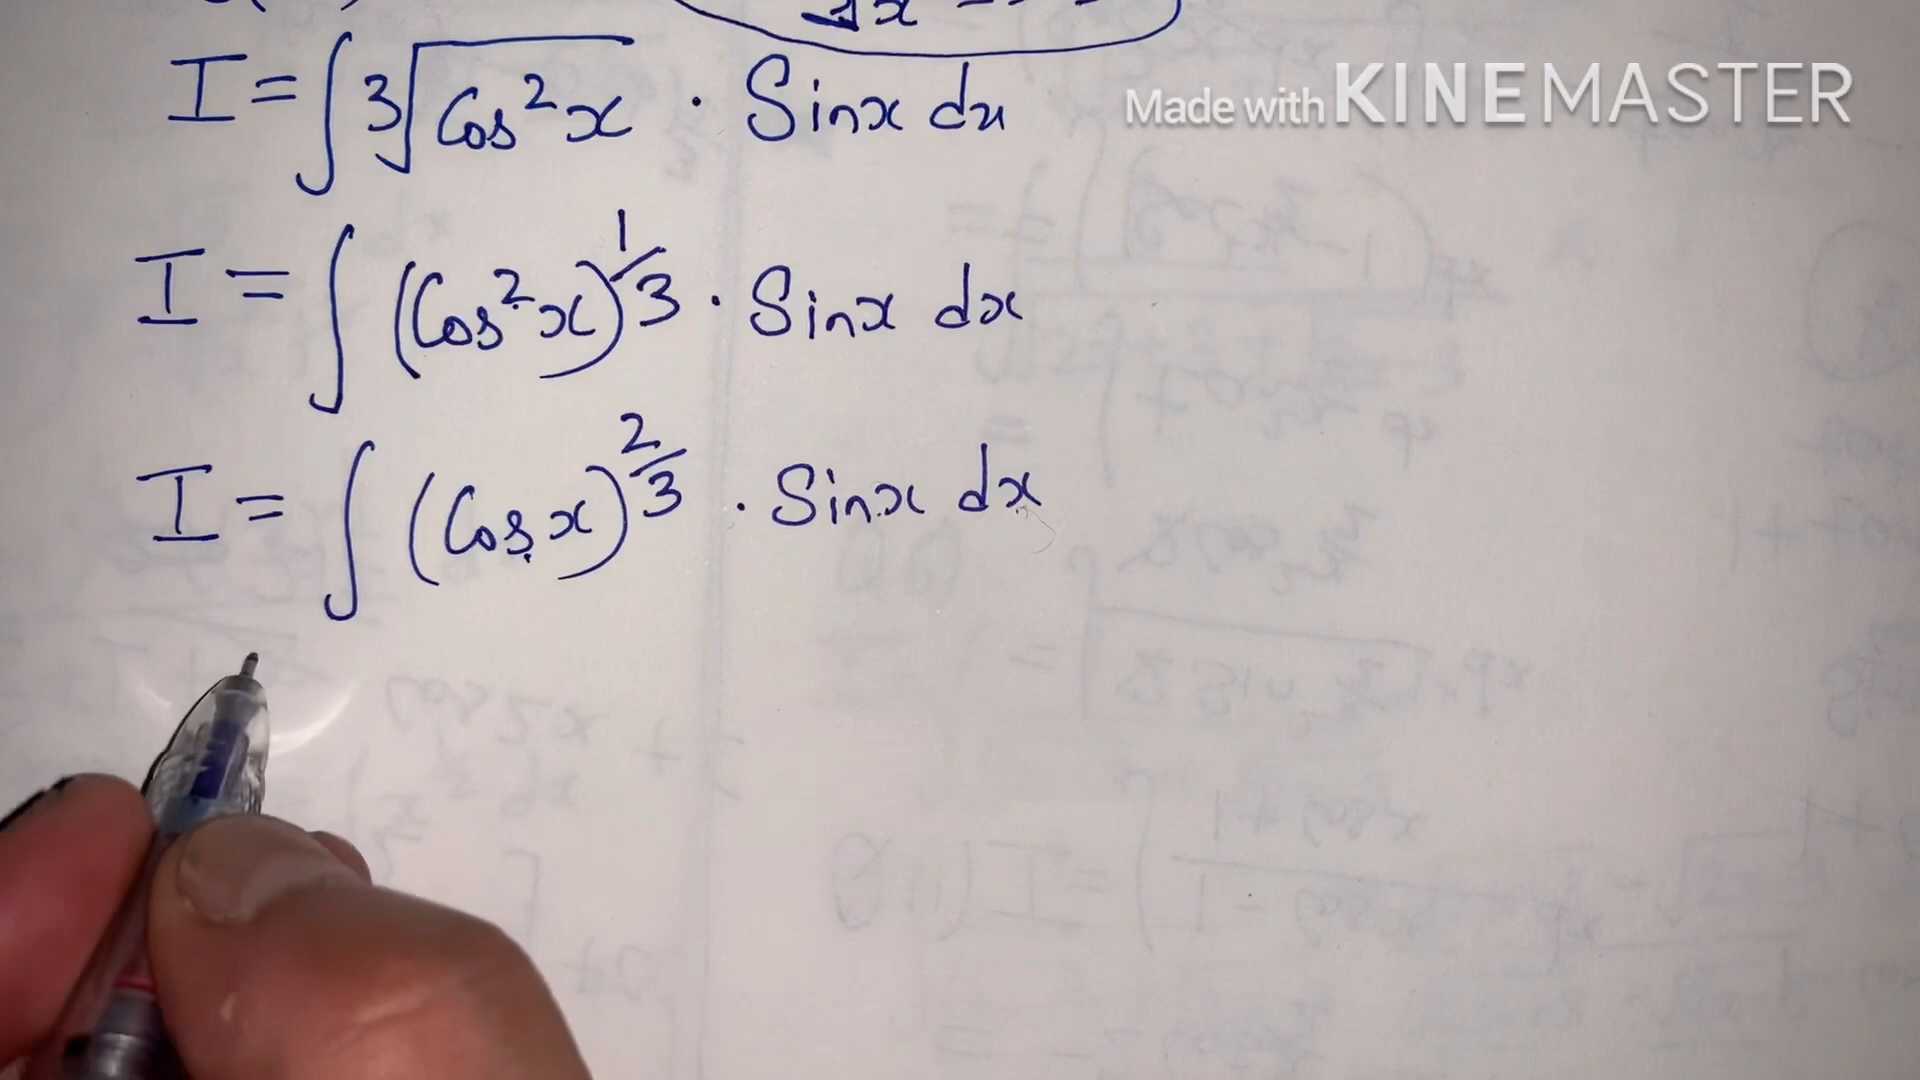 I = ∫ ∛(Cos²x) · Sinx dx
Made with KINEMASTER
I = ∫ (Cos²x)^1/3 · Sinx dx
I = ∫ (Cosx)^2/3 · Sinx dx